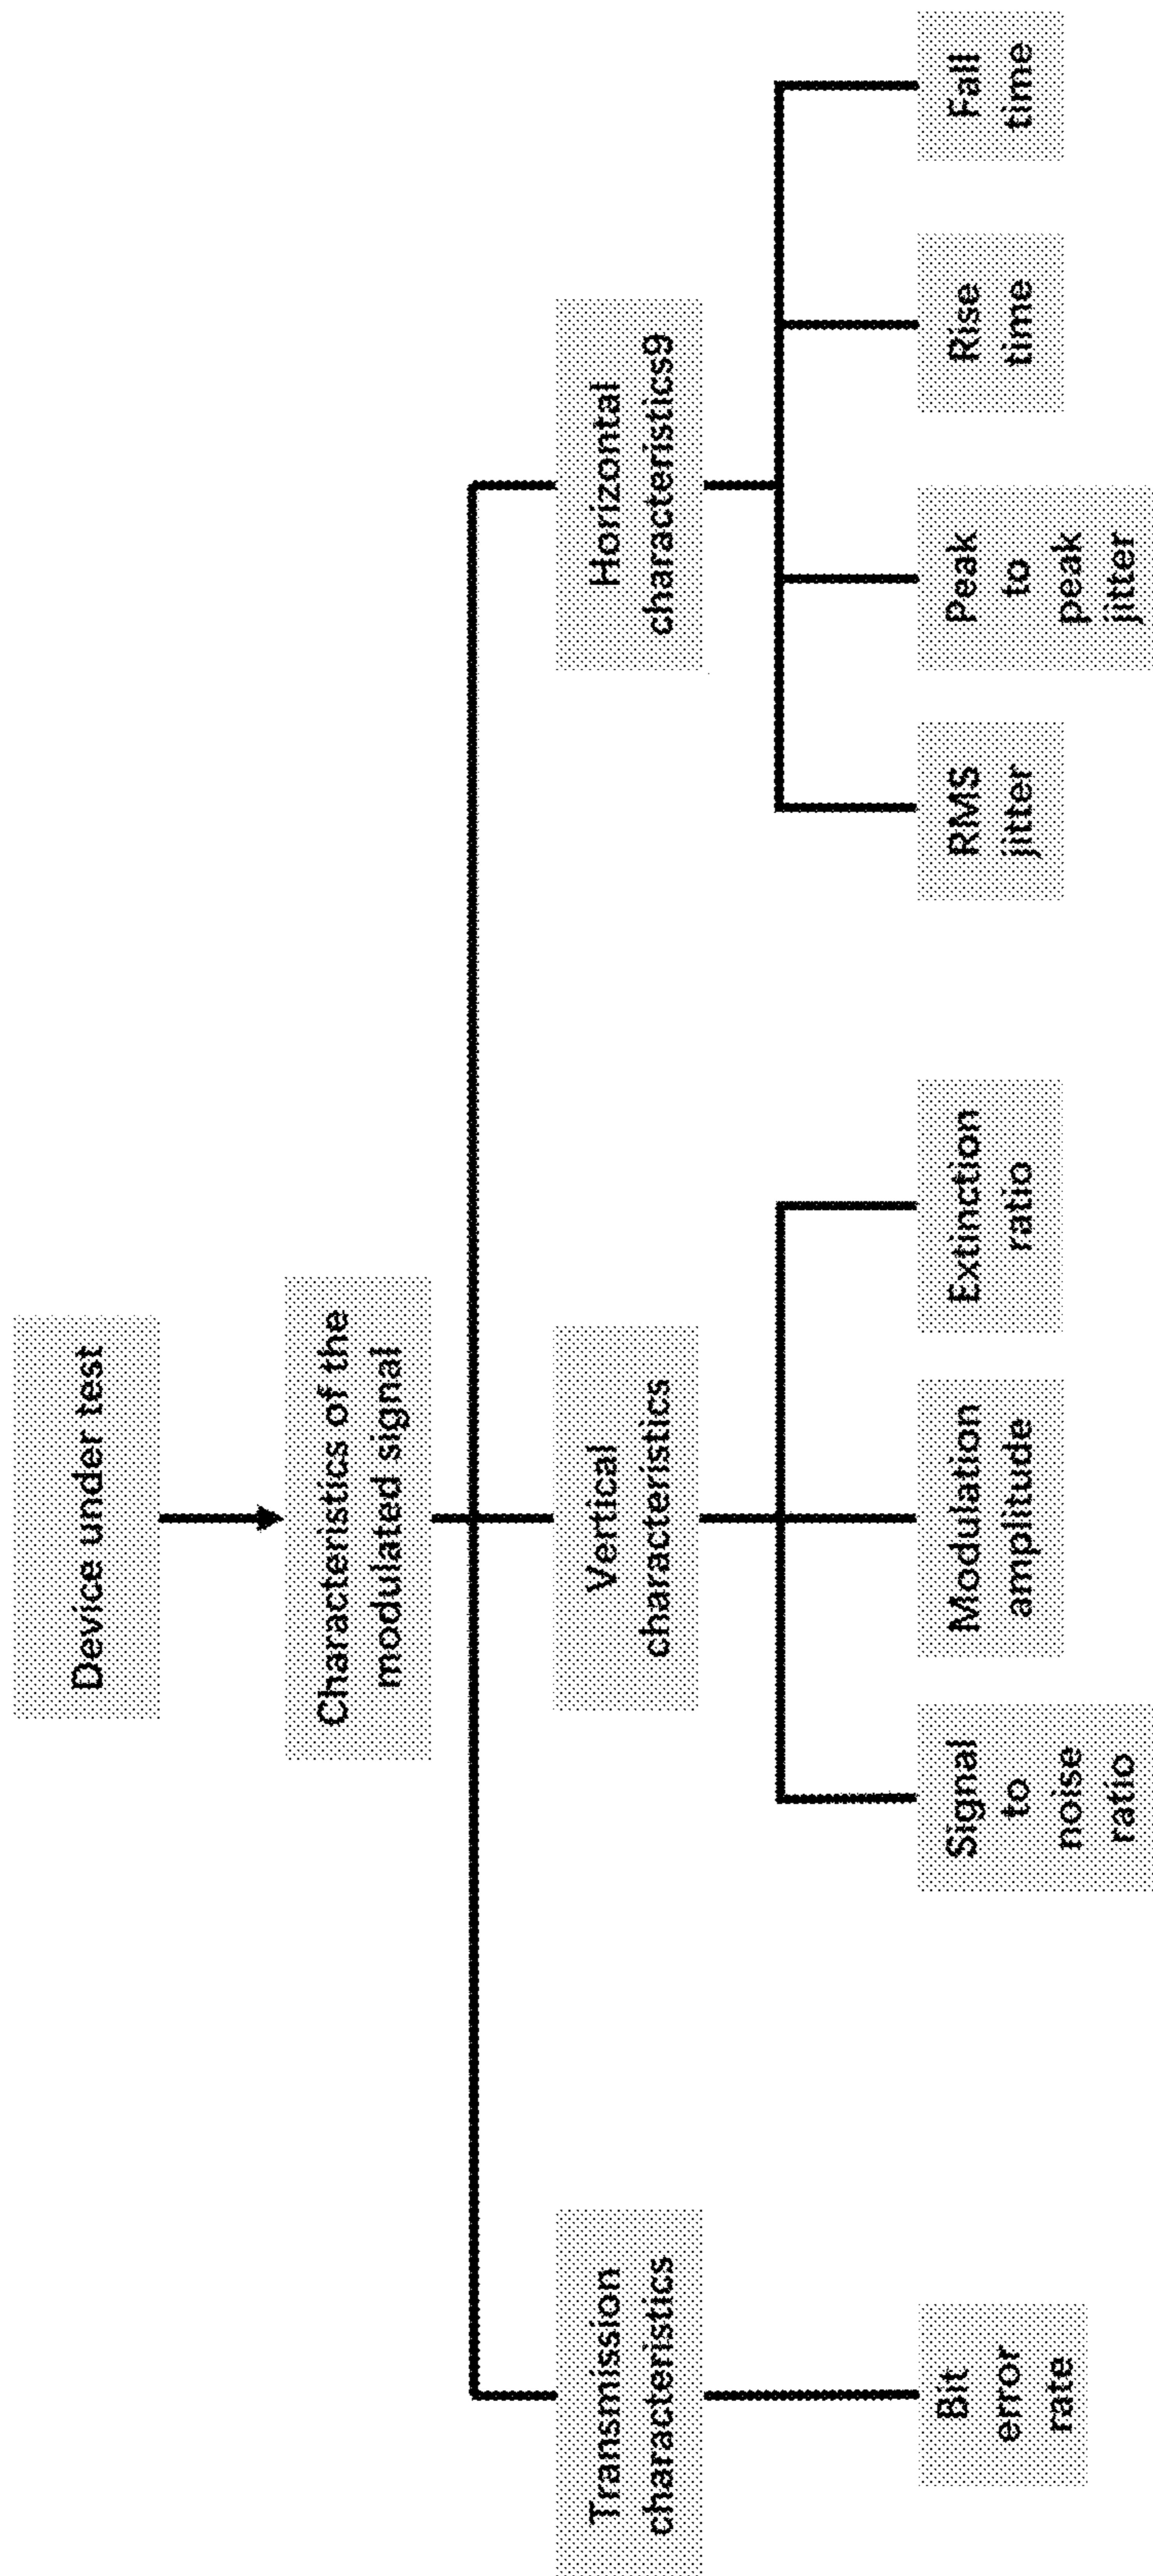 Device under test
Characteristics of the
modulated signal
Transmission
characteristics
Vertical
characteristics
Horizontal
characteristics9
Bit
error
rate
Signal
to
noise
ratio
Modulation
amplitude
Extinction
ratio
RMS
jitter
Peak
to
peak
jitter
Rise
time
Fall
time